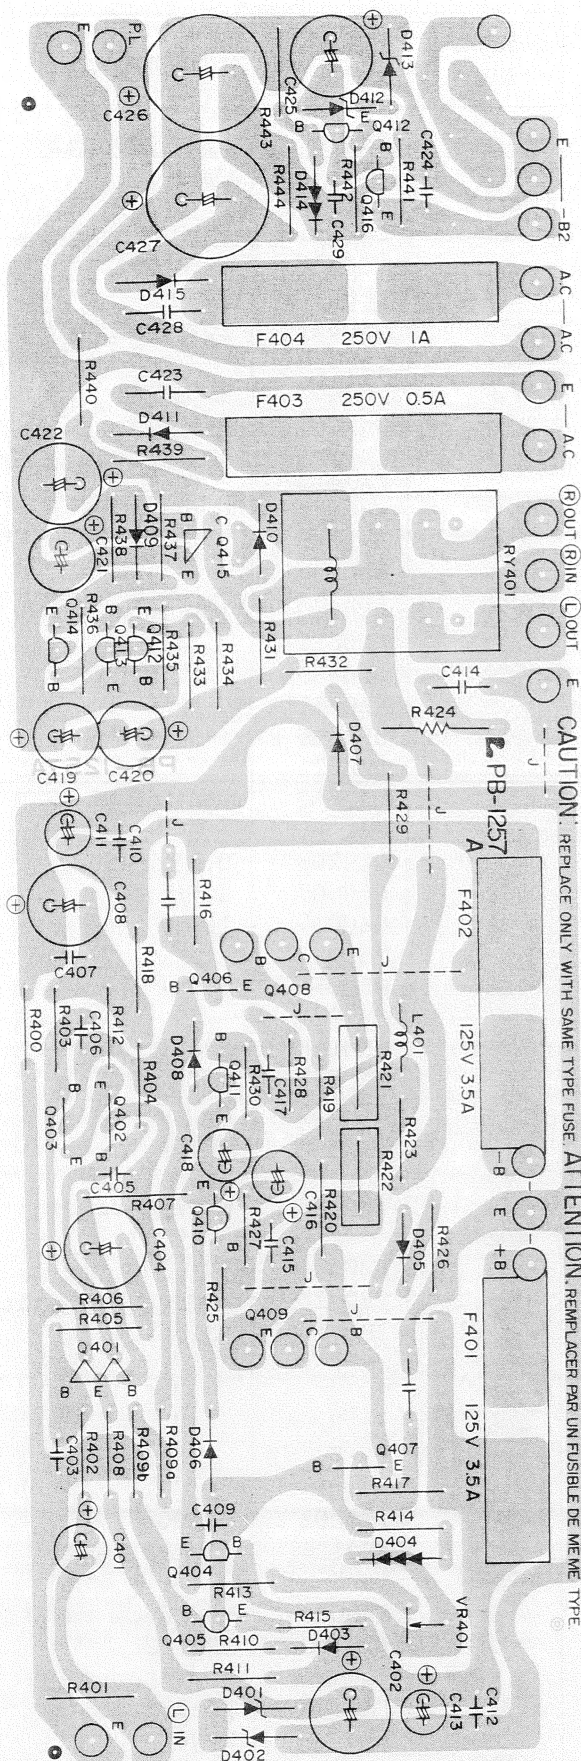 PL
D413
C426
C425
D412
R443
B
E
Q412
C424
B
R442
R441
R444
D414
E
Q416
C429
C427
E
B2
D415
C428
F404 250V 1A
A.C
A.C
R440
C423
F403 250V 0.5A
E
A.C
D411
R439
C422
C421
R438
D409
R437
B
C Q415
E
D410
RY401
Ⓡ OUT
Ⓡ IN
Ⓛ OUT
E
Q414
R436
B
Q413
Q412
E
B
R435
R433
R434
R431
R432
C414
R424
E
C419
C420
D407
J
J
J
PB-1257
A
R429
CAUTION: REPLACE ONLY WITH SAME TYPE FUSE. ATTENTION: REMPLACER PAR UN FUSIBLE DE MEME TYPE.
C411
C410
C408
R416
F402 125V 3.5A
C407
R418
Q406
B E
B
C
E
Q408
J
J
R400
R403
C406
R412
R404
D408
B
Q411
E
R430
C417
R428
R419
R421
L401
R423
B
Q403
E
E
Q402
B
C405
R407
C418
E
Q410
B
C416
R420
R422
C415
R427
D405
R426
-B
E
+B
C404
R406
R405
R425
Q409
E
C
B
J
J
Q401
B E B
F401 125V 3.5A
C403
R402
R408
R409b
R409a
D406
B
Q407
E
R417
C401
C409
E B
Q404
R414
D404
R413
B E
Q405
R410
R415
D403
VR401
R411
C402
C413
C412
R401
D401
D402
E
Ⓛ IN